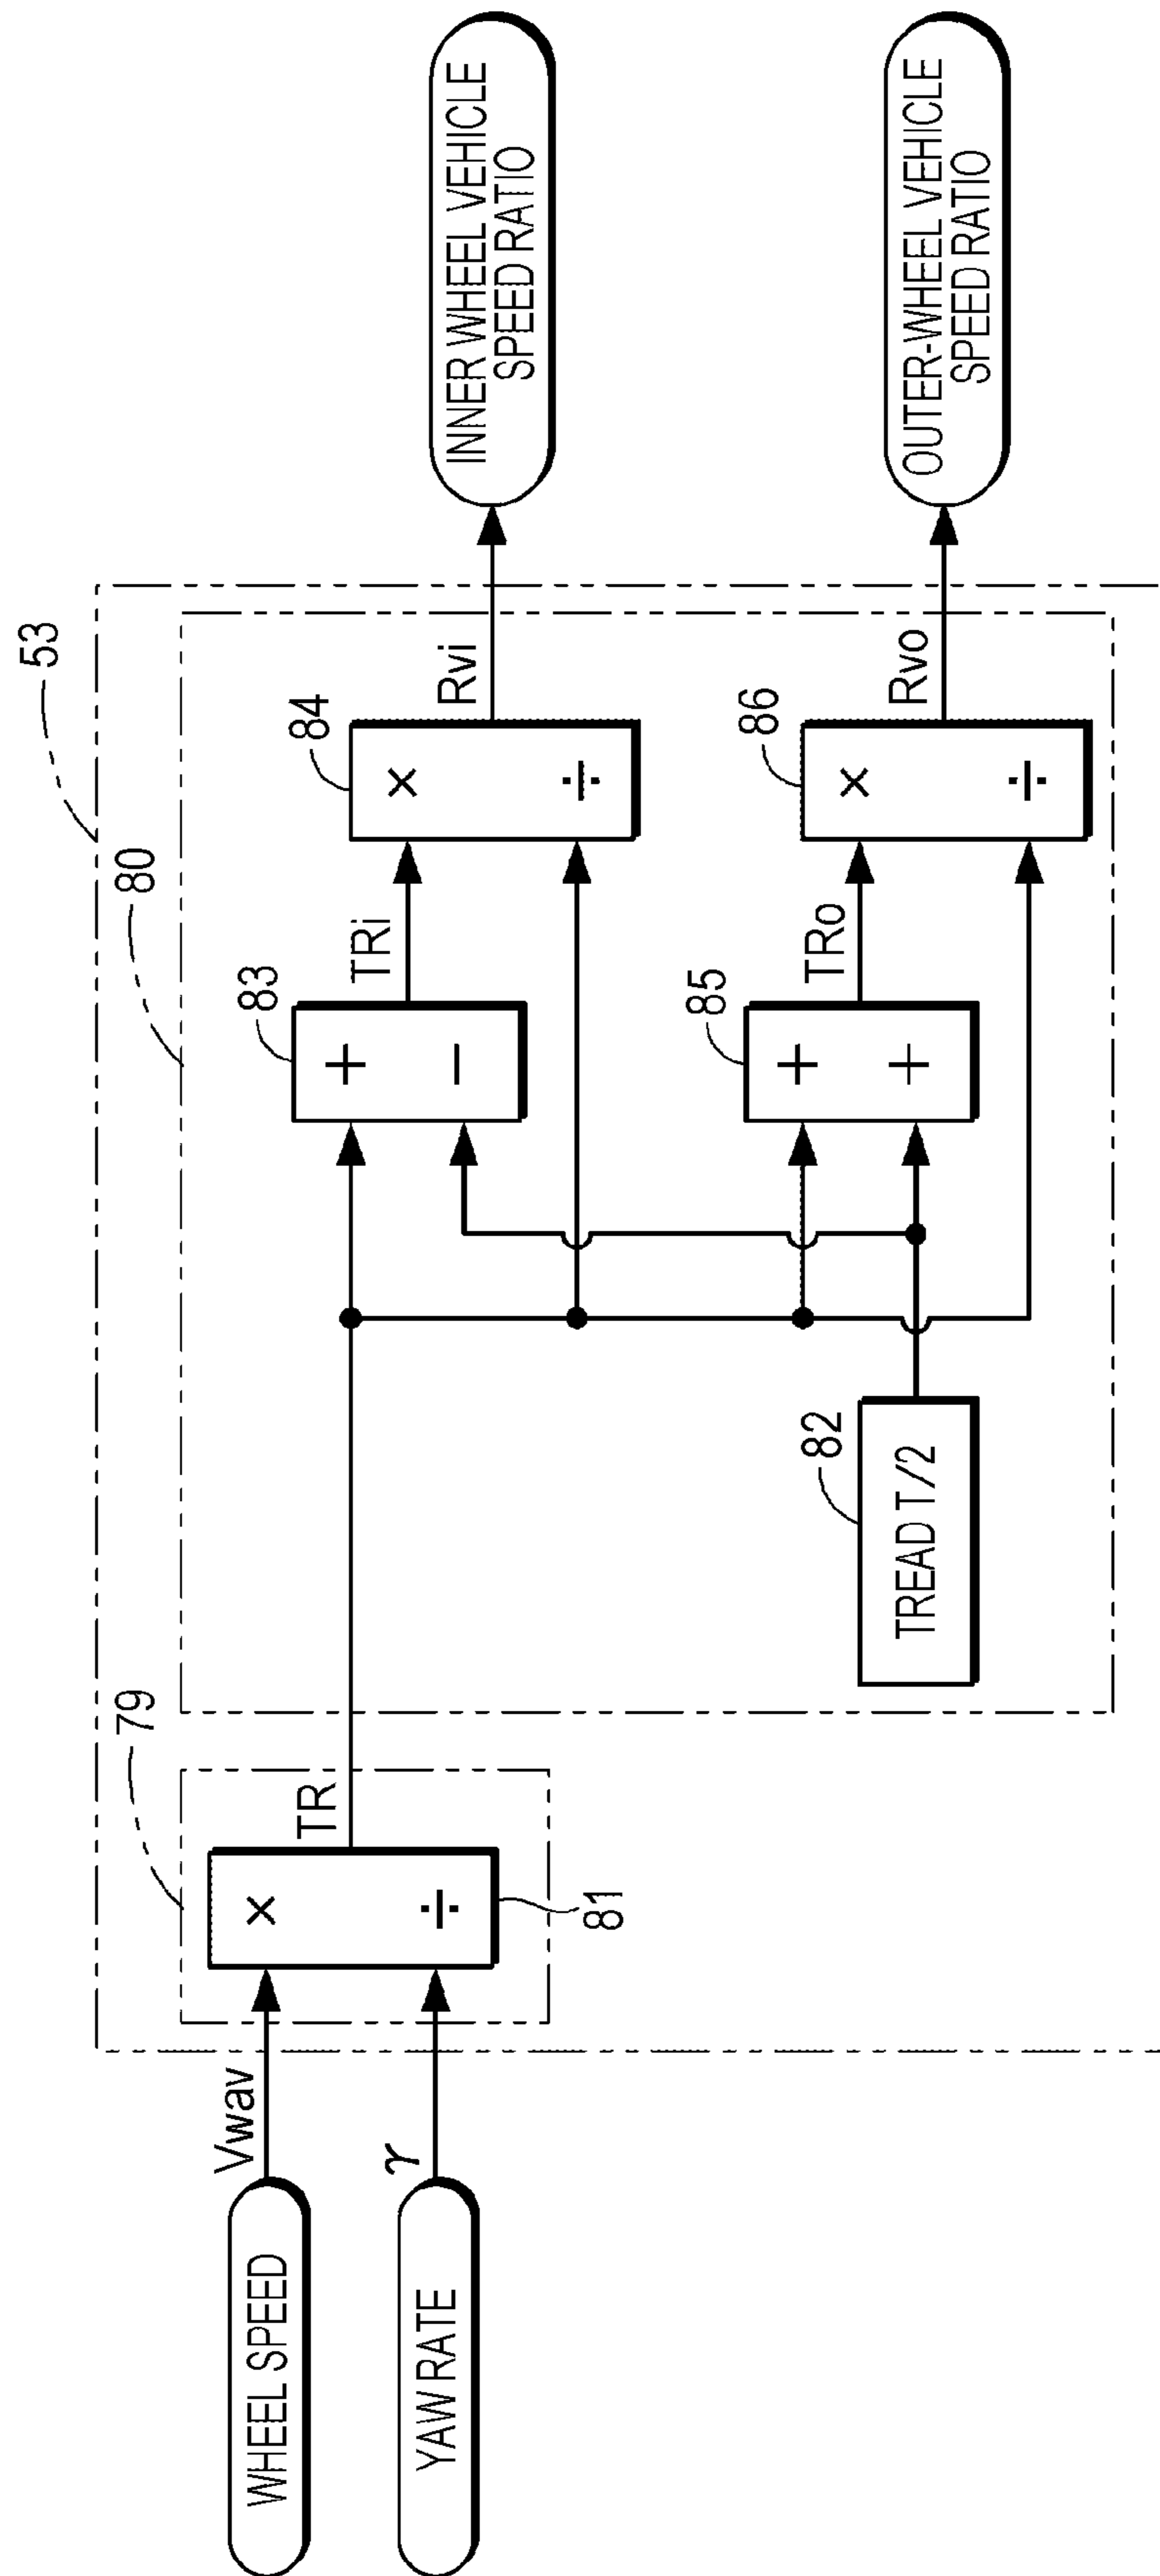 53
80
79
WHEEL SPEED
Vwav
×
÷
81
TR
YAW RATE
γ
83
+
−
TRi
84
×
÷
Rvi
INNER WHEEL VEHICLE
SPEED RATIO
82
TREAD T/2
85
+
+
TRo
86
×
÷
Rvo
OUTER-WHEEL VEHICLE
SPEED RATIO